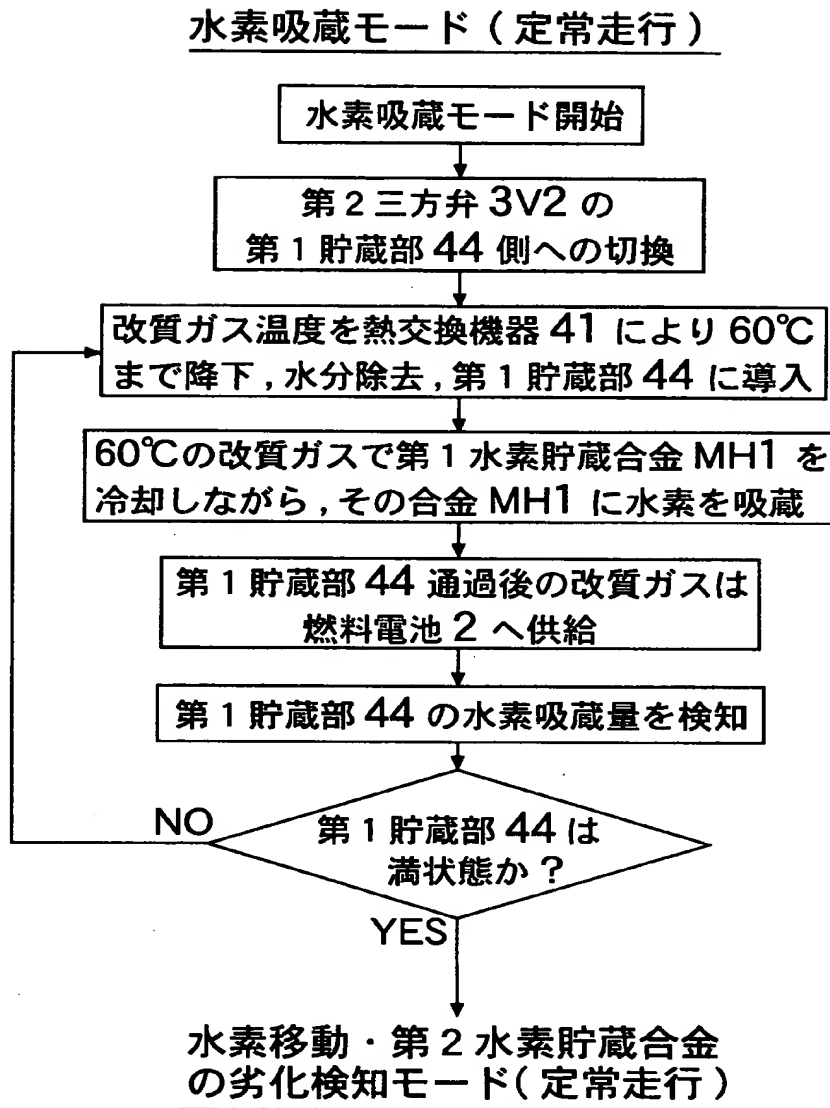 水素吸蔵モード(定常走行)
水素吸蔵モード開始
第2三方弁 3V2 の
第1貯蔵部 44 側への切換
改質ガス温度を熱交換機器 41 により 60℃
まで降下,水分除去,第1貯蔵部 44 に導入
60℃の改質ガスで第1水素貯蔵合金 MH1 を
冷却しながら,その合金 MH1 に水素を吸蔵
第1貯蔵部 44 通過後の改質ガスは
燃料電池 2 へ供給
第1貯蔵部 44 の水素吸蔵量を検知
NO
第1貯蔵部 44 は
満状態か?
YES
水素移動・第2水素貯蔵合金
の劣化検知モード(定常走行)